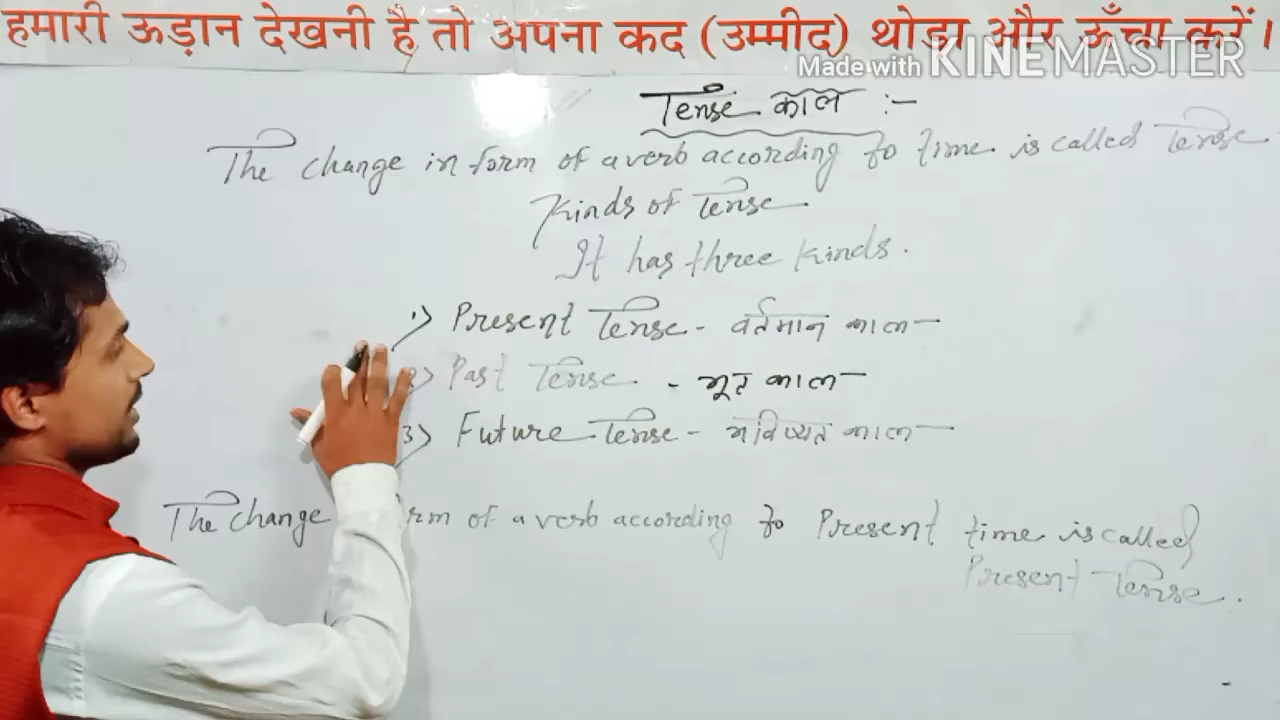 हमारी ऊड़ान देखनी है तो अपना कद (उम्मीद) थोडा और ऊँचा करें।
Made with KINEMASTER
Tense काल :-
The change in form of a verb according to time is called Tense
Kinds of Tense.
It has three kinds.
1) Present Tense - वर्तमान काल -
2) Past Tense. - भूत काल -
3) Future Tense - भविष्यत काल -
The change rm of a verb according to Present time is called
Present Tense.